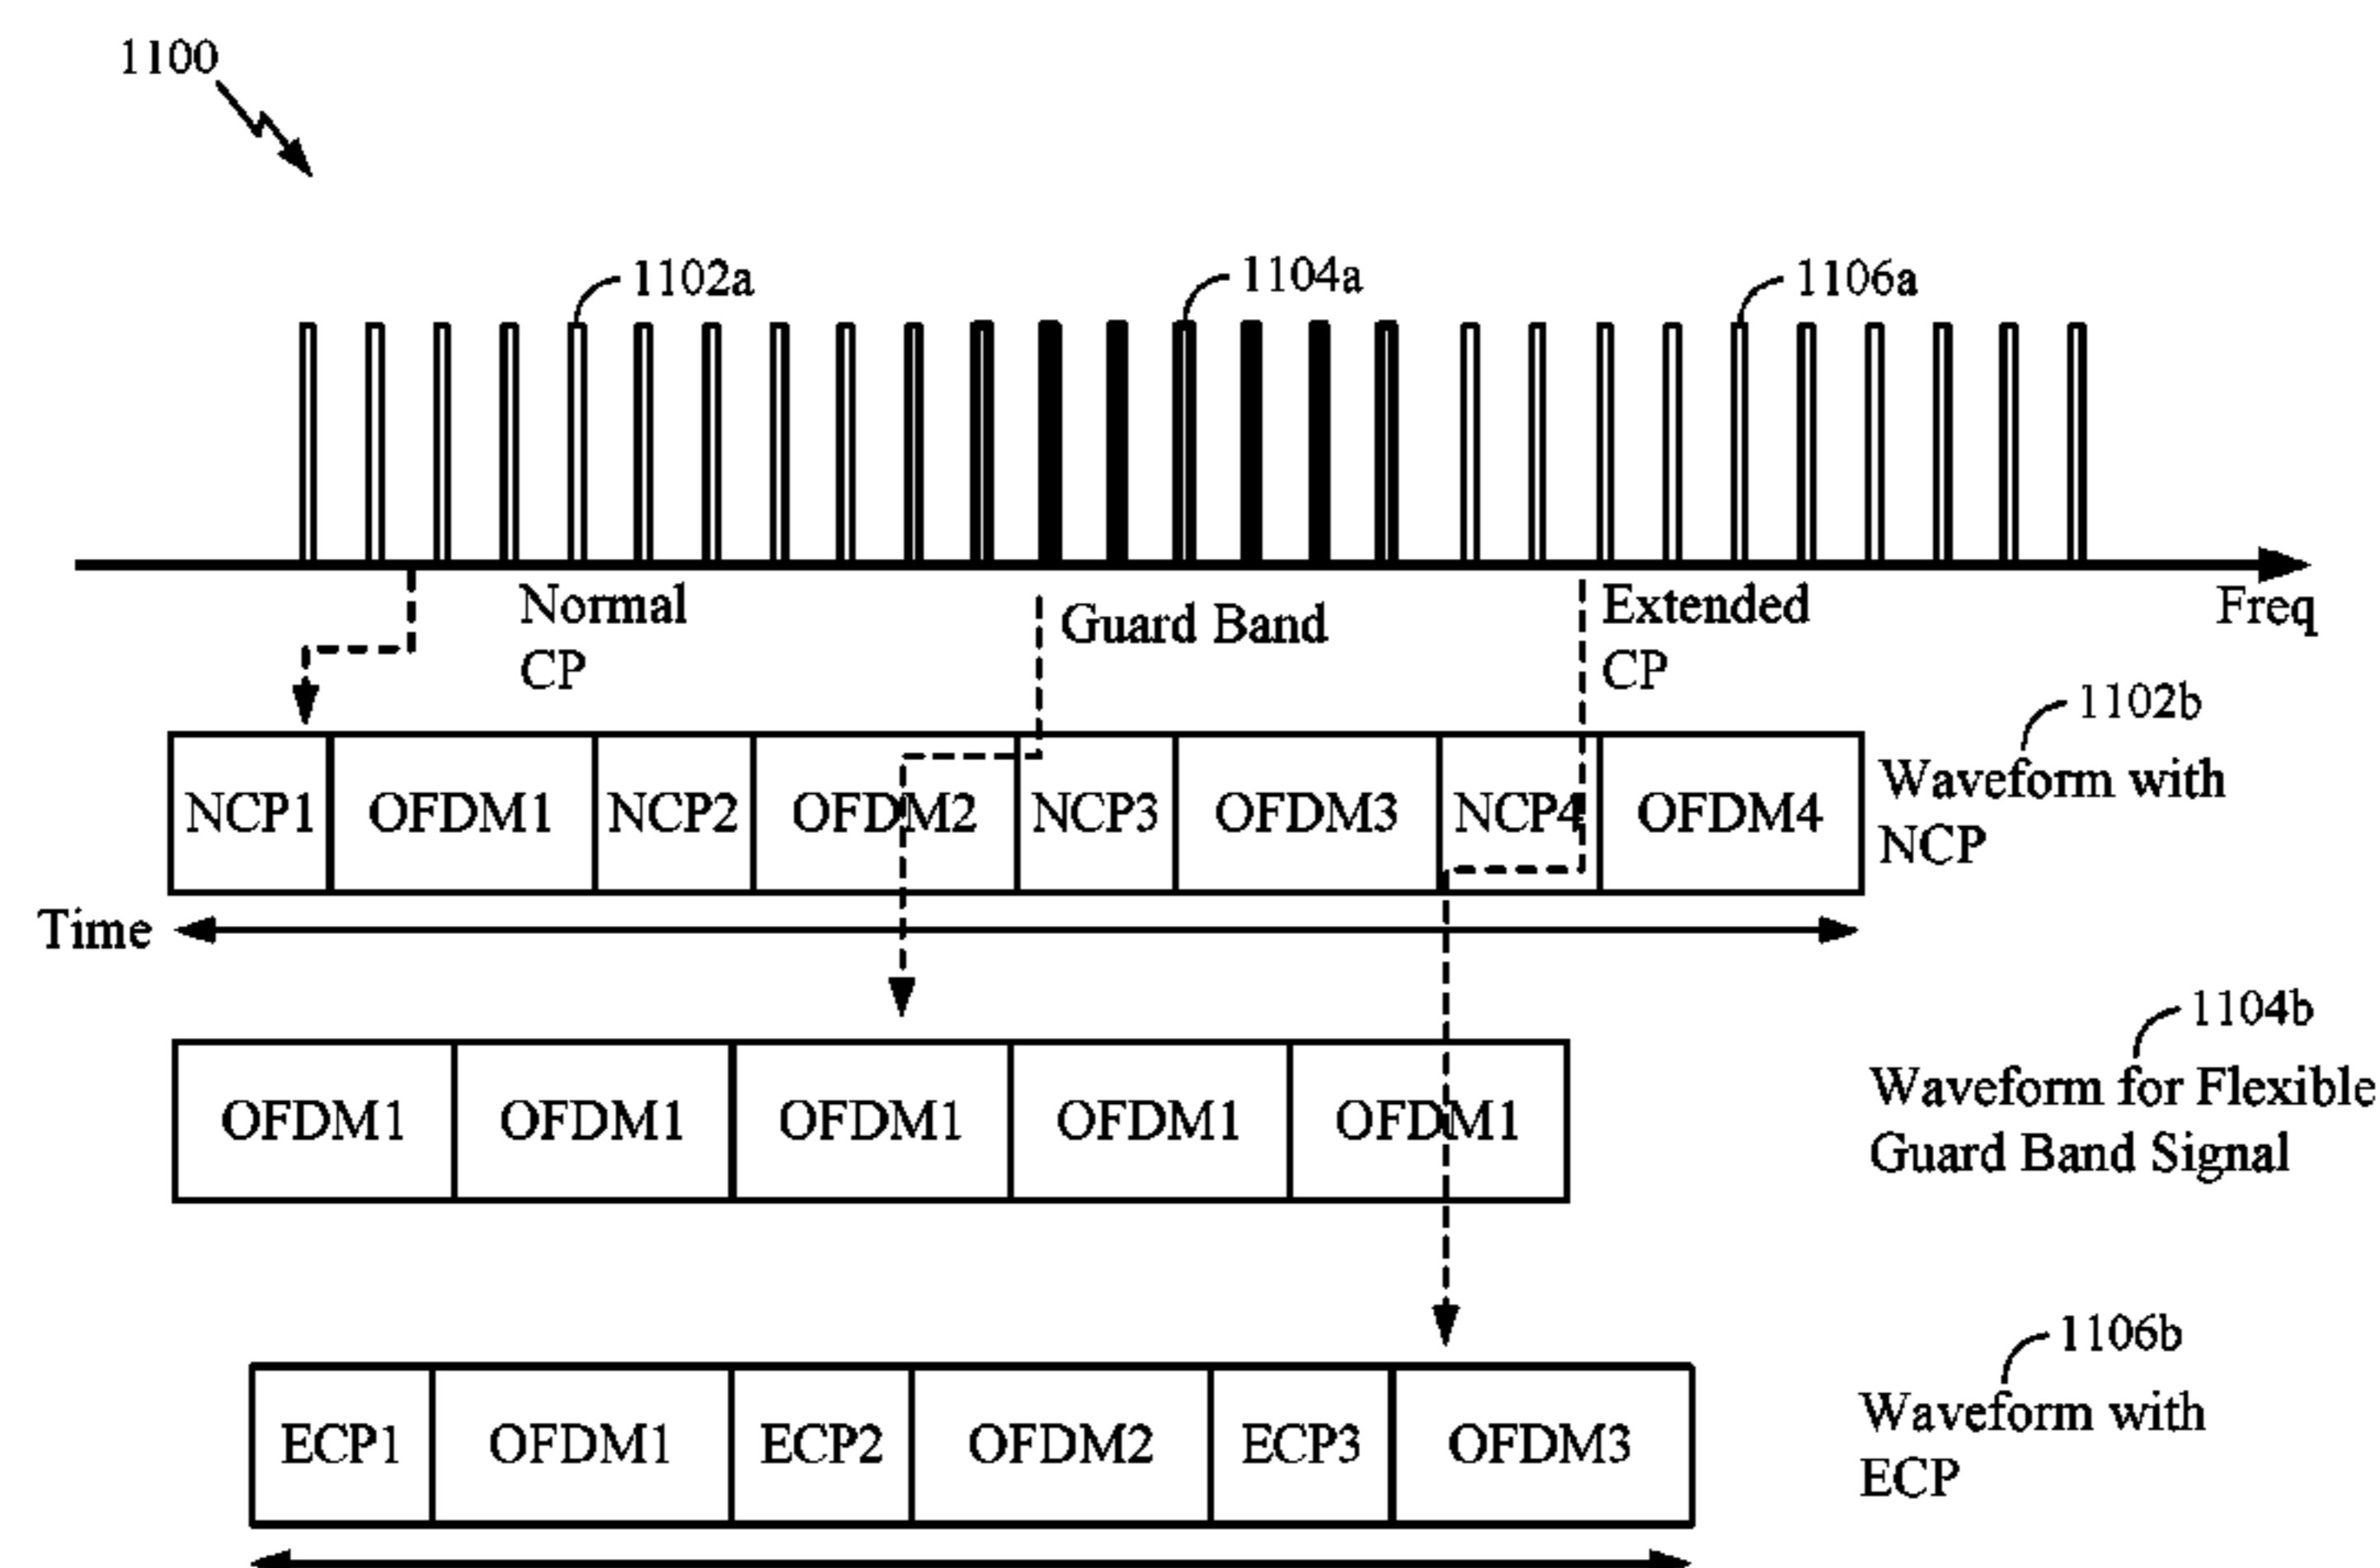 1100
1102a
1104a
1106a
Normal
CP
Guard Band
Extended
CP
Freq
1102b
Waveform with
NCP
NCP1 OFDM1 NCP2 OFDM2 NCP3 OFDM3 NCP4 OFDM4
Time
1104b
Waveform for Flexible
Guard Band Signal
OFDM1 OFDM1 OFDM1 OFDM1 OFDM1
1106b
Waveform with
ECP
ECP1 OFDM1 ECP2 OFDM2 ECP3 OFDM3